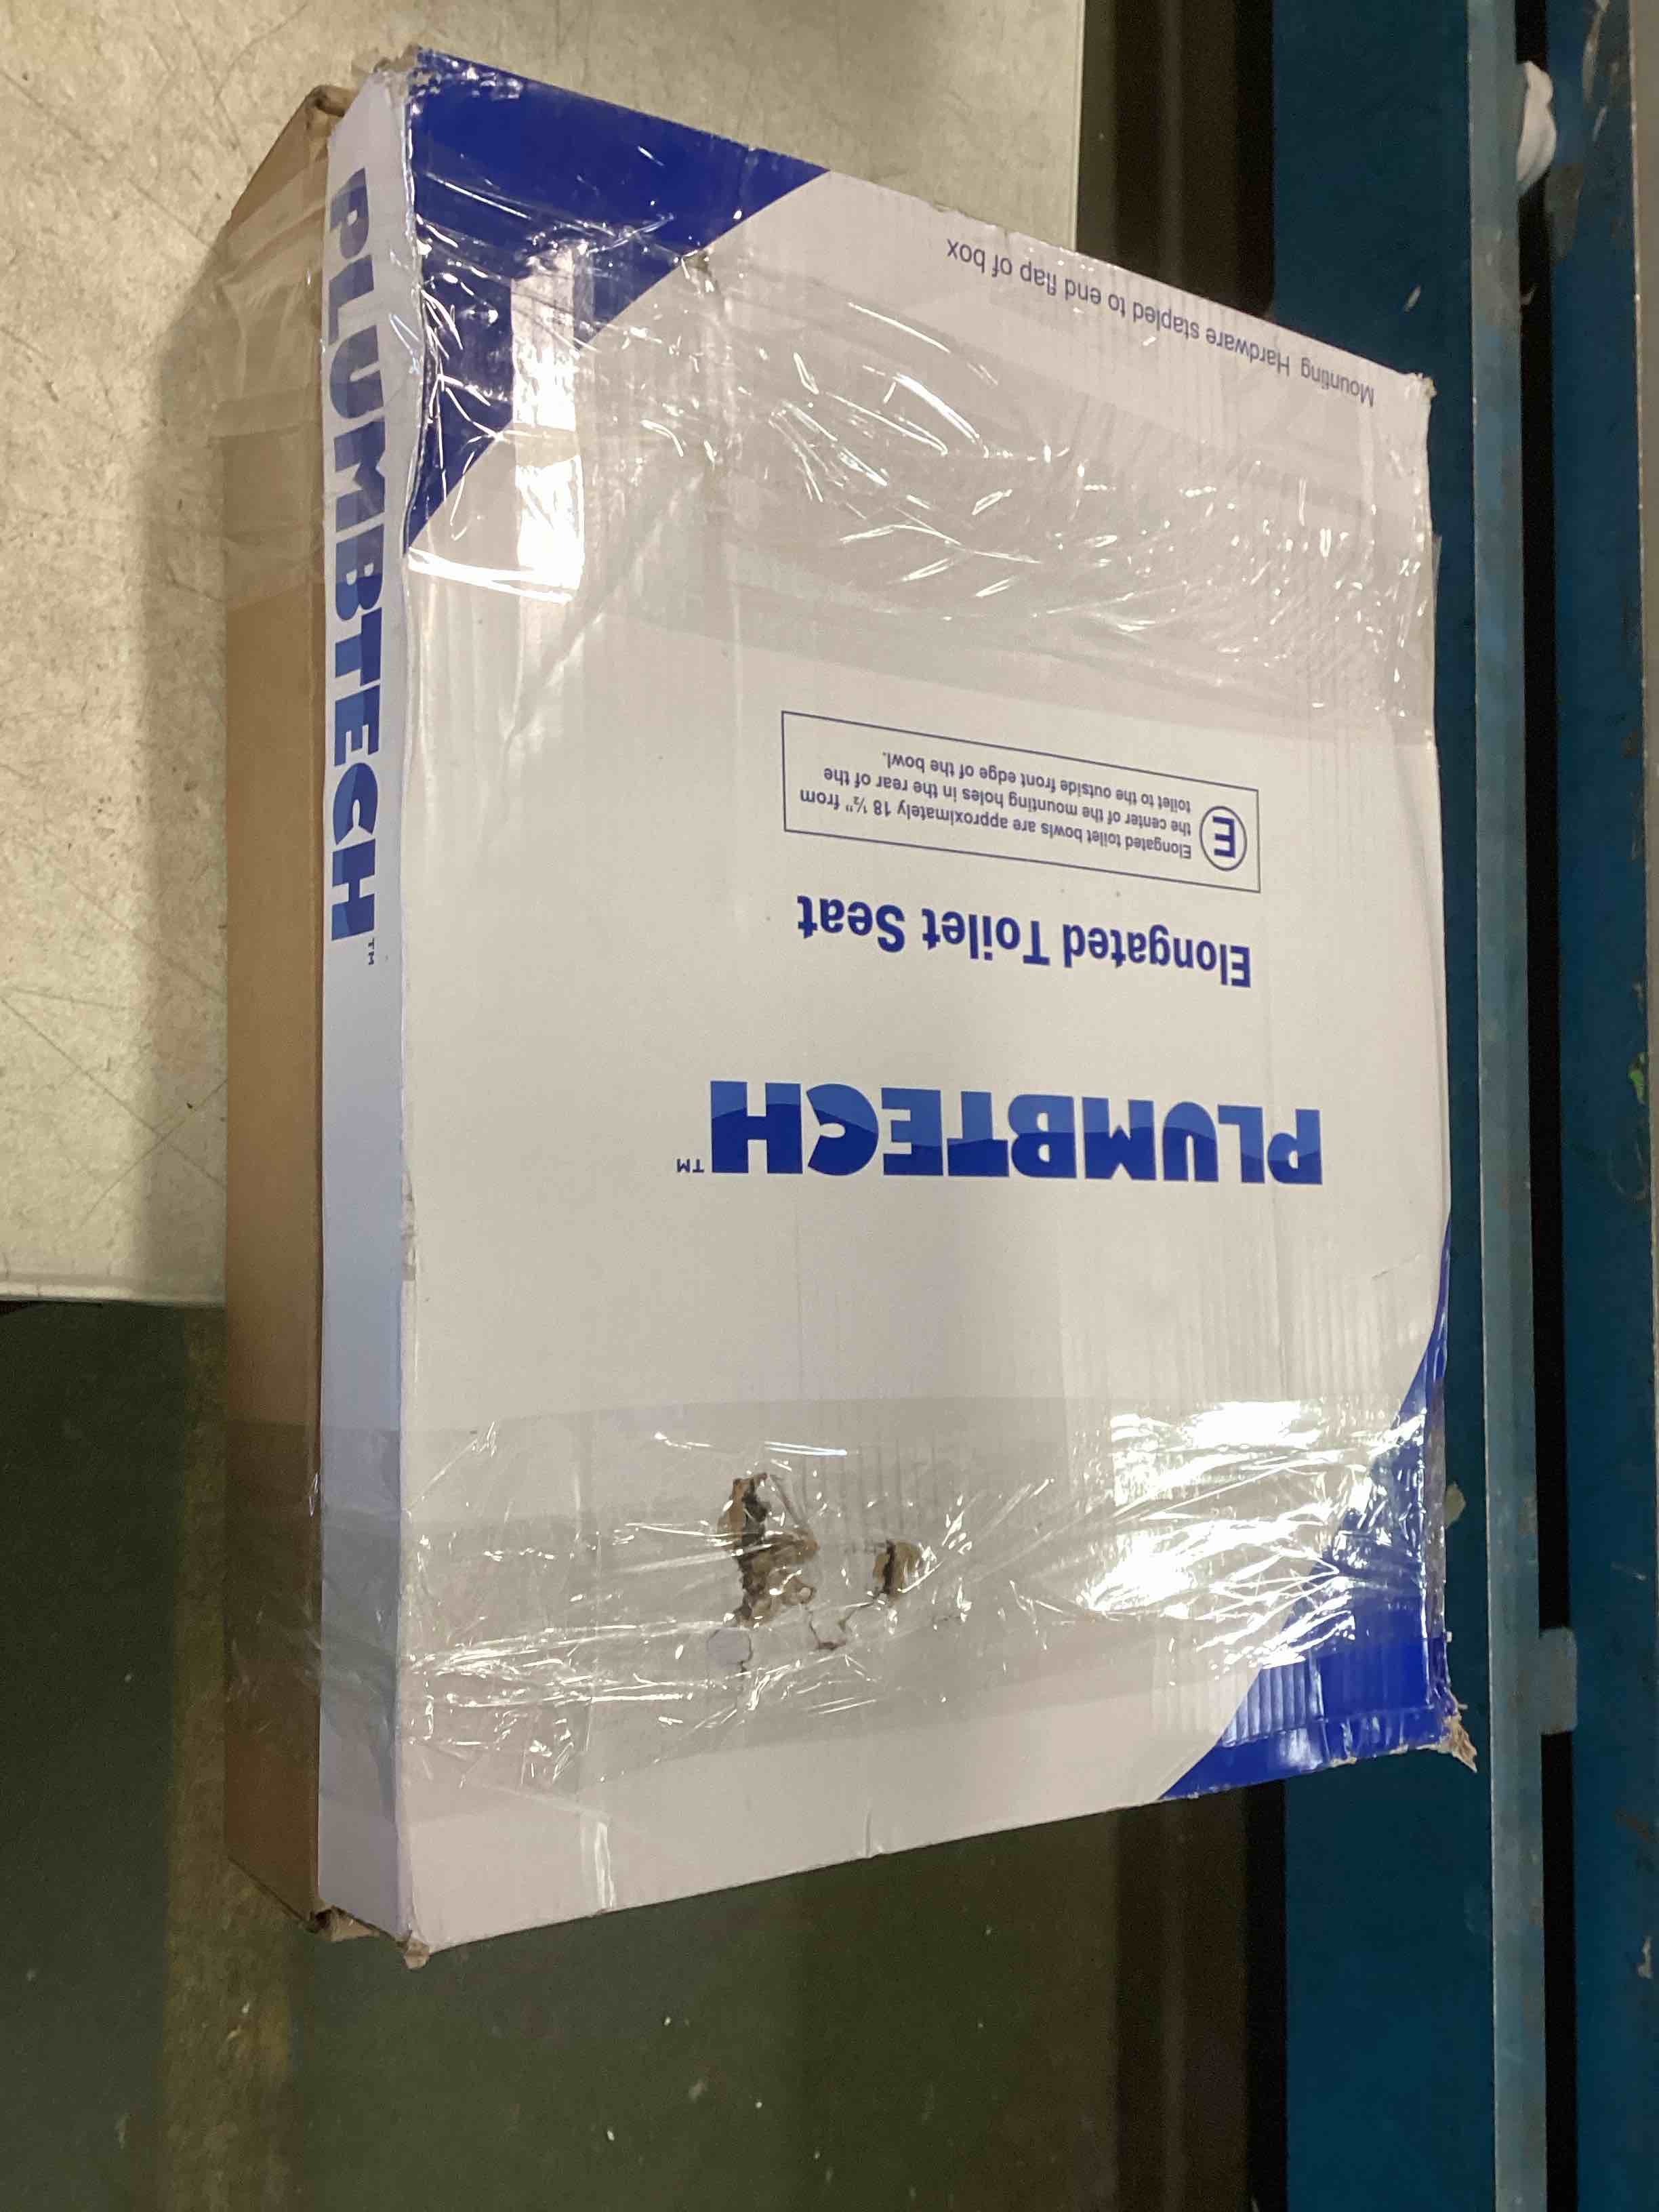 PLUMBTECH™
Elongated Toilet Seat
E
Elongated toilet bowls are approximately 18 ½" from
the center of the mounting holes in the rear of the
toilet to the outside front edge of the bowl.
Mounting Hardware stapled to end flap of box
PLUMBTECH™